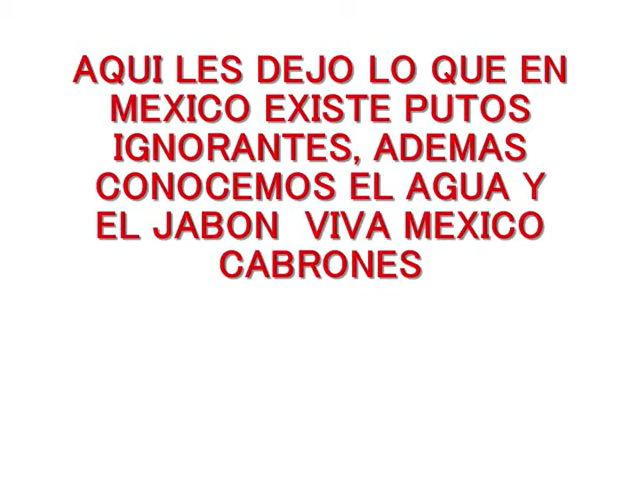 AQUI LES DEJO LO QUE EN
MEXICO EXISTE PUTOS
IGNORANTES, ADEMAS
CONOCEMOS EL AGUA Y
EL JABON  VIVA MEXICO
CABRONES